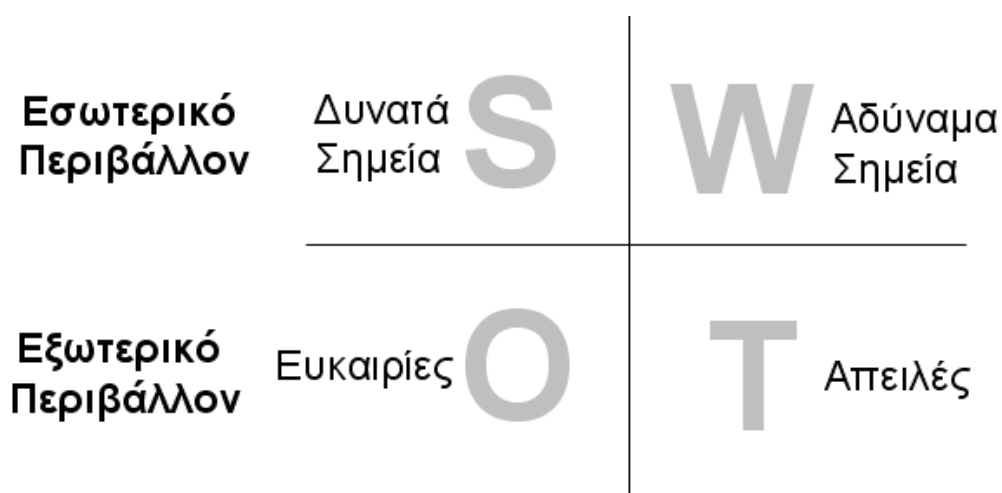 Εσωτερικό
Περιβάλλον
Δυνατά
Σημεία
S
W
Αδύναμα
Σημεία
Εξωτερικό
Περιβάλλον
Ευκαιρίες
O
T
Απειλές